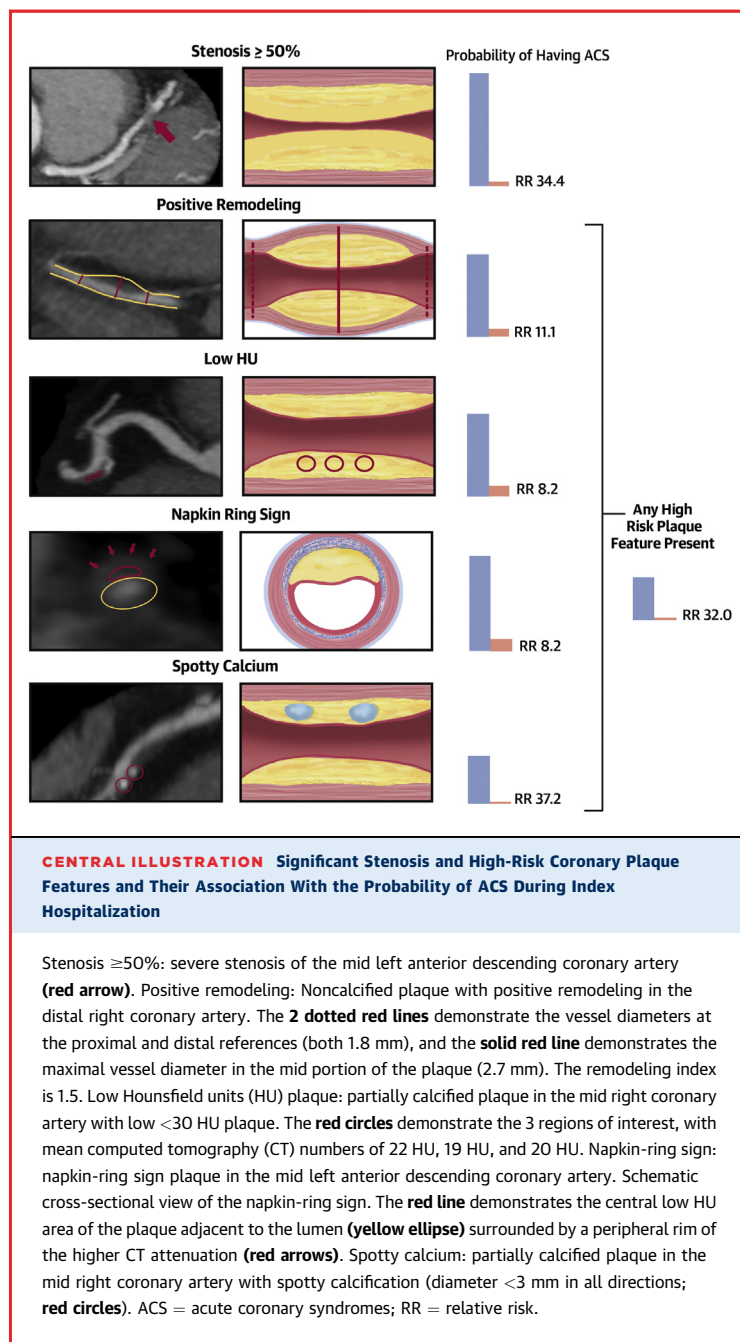 Stenosis ≥ 50%
Probability of Having ACS
RR 34.4
Positive Remodeling
RR 11.1
Low HU
RR 8.2
Napkin Ring Sign
RR 8.2
Spotty Calcium
RR 37.2
Any High
Risk Plaque
Feature Present
RR 32.0
CENTRAL ILLUSTRATION Significant Stenosis and High-Risk Coronary Plaque
Features and Their Association With the Probability of ACS During Index
Hospitalization
Stenosis ≥50%: severe stenosis of the mid left anterior descending coronary artery
(red arrow). Positive remodeling: Noncalcified plaque with positive remodeling in the
distal right coronary artery. The 2 dotted red lines demonstrate the vessel diameters at
the proximal and distal references (both 1.8 mm), and the solid red line demonstrates the
maximal vessel diameter in the mid portion of the plaque (2.7 mm). The remodeling index
is 1.5. Low Hounsfield units (HU) plaque: partially calcified plaque in the mid right coronary
artery with low <30 HU plaque. The red circles demonstrate the 3 regions of interest, with
mean computed tomography (CT) numbers of 22 HU, 19 HU, and 20 HU. Napkin-ring sign:
napkin-ring sign plaque in the mid left anterior descending coronary artery. Schematic
cross-sectional view of the napkin-ring sign. The red line demonstrates the central low HU
area of the plaque adjacent to the lumen (yellow ellipse) surrounded by a peripheral rim of
the higher CT attenuation (red arrows). Spotty calcium: partially calcified plaque in the
mid right coronary artery with spotty calcification (diameter <3 mm in all directions;
red circles). ACS = acute coronary syndromes; RR = relative risk.